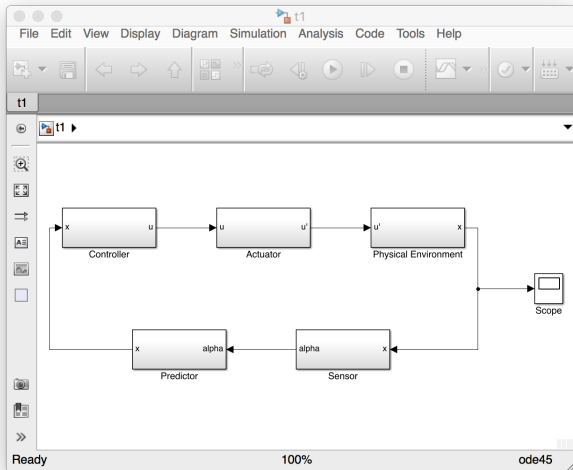 t1
File Edit View Display Diagram Simulation Analysis Code Tools Help
t1
t1
x u
Controller
u u'
Actuator
u' x
Physical Environment
Scope
x alpha
Predictor
alpha x
Sensor
Ready 100% ode45